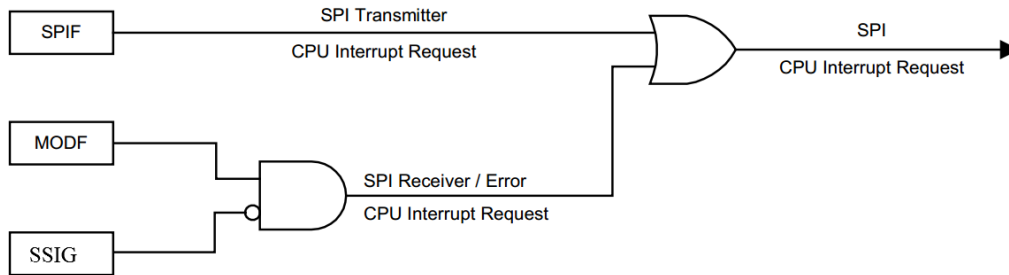 SPIF
SPI Transmitter
CPU Interrupt Request
SPI
CPU Interrupt Request
MODF
SPI Receiver / Error
CPU Interrupt Request
SSIG